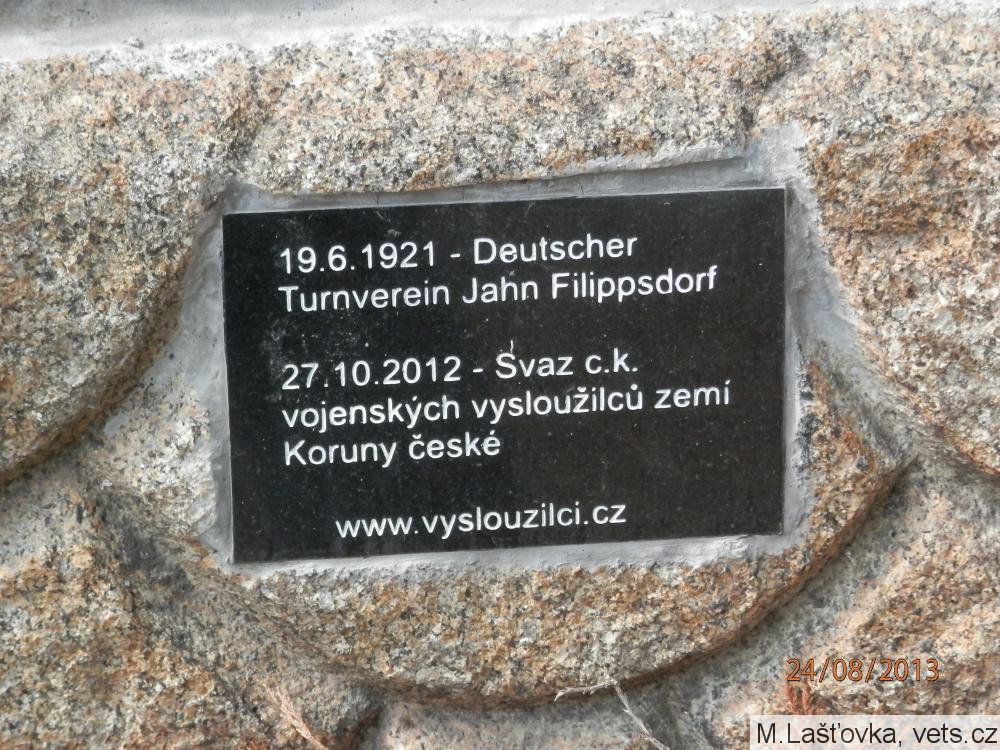 19.6.1921 - Deutscher
Turnverein Jahn Filippsdorf
27.10.2012 - Svaz c.k.
vojenských vysloužilců zemí
Koruny české
www.vyslouzilci.cz
24/08/2013
M.Lašťovka, vets.cz